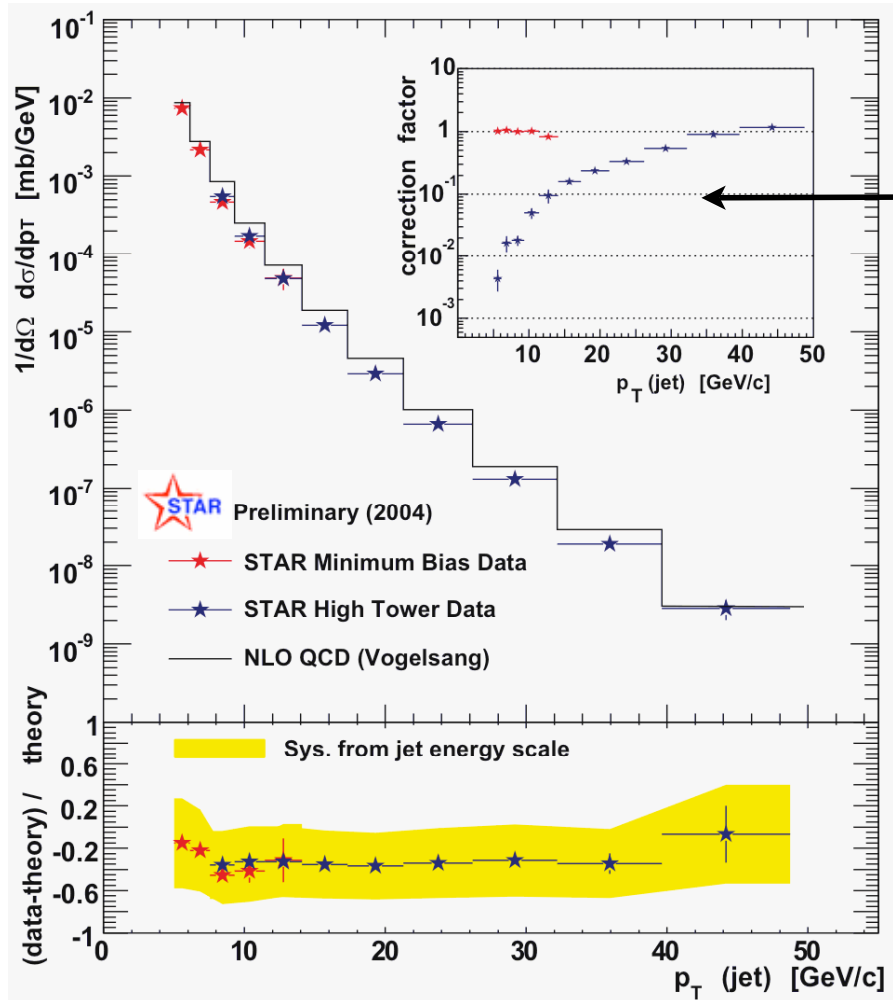 1/dΩ dσ/dpT [mb/GeV]
10^-1
10^-2
10^-3
10^-4
10^-5
10^-6
10^-7
10^-8
10^-9
correction factor
10
1
10^-1
10^-2
10^-3
10 20 30 40 50
p_T (jet) [GeV/c]
STAR Preliminary (2004)
STAR Minimum Bias Data
STAR High Tower Data
NLO QCD (Vogelsang)
(data-theory) / theory
1
0.6
0.2
-0.2
-0.6
-1
Sys. from jet energy scale
0 10 20 30 40 50
p_T (jet) [GeV/c]